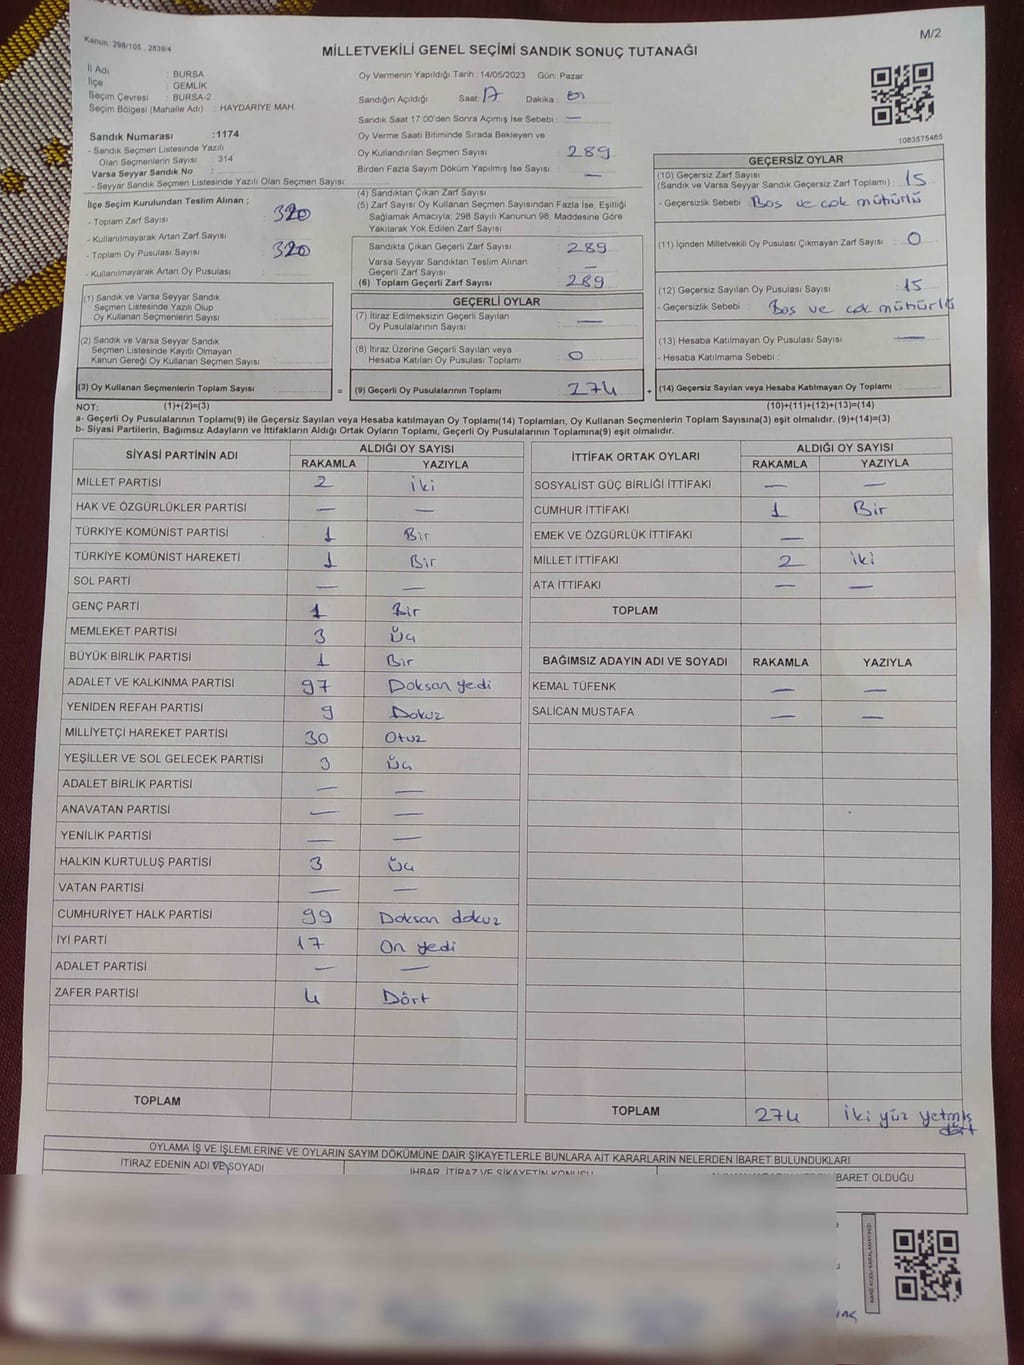 Kanun: 298/105 , 2839/4
M/2
MİLLETVEKİLİ GENEL SEÇİMİ SANDIK SONUÇ TUTANAĞI
İl Adı : BURSA
İlçe : GEMLİK
Seçim Çevresi : BURSA-2
Seçim Bölgesi (Mahalle Adı) : HAYDARİYE MAH.
Sandık Numarası :1174
- Sandık Seçmen Listesinde Yazılı
Olan Seçmenlerin Sayısı : 314
Varsa Seyyar Sandık No :
- Seyyar Sandık Seçmen Listesinde Yazılı Olan Seçmen Sayısı:
İlçe Seçim Kurulundan Teslim Alınan ;
- Toplam Zarf Sayısı : 320
- Kullanılmayarak Artan Zarf Sayısı :
- Toplam Oy Pusulası Sayısı : 320
- Kullanılmayarak Artan Oy Pusulası :
(1) Sandık ve Varsa Seyyar Sandık
Seçmen Listesinde Yazılı Olup
Oy Kullanan Seçmenlerin Sayısı :
(2) Sandık ve Varsa Seyyar Sandık
Seçmen Listesinde Kayıtlı Olmayan
Kanun Gereği Oy Kullanan Seçmen Sayısı :
(3) Oy Kullanan Seçmenlerin Toplam Sayısı : =
Oy Vermenin Yapıldığı Tarih : 14/05/2023 Gün: Pazar
Sandığın Açıldığı Saat: 17 Dakika : 01
Sandık Saat 17:00'den Sonra Açımış İse Sebebi : —
Oy Verme Saati Bitiminde Sırada Bekleyen ve
Oy Kullandırılan Seçmen Sayısı : 289
Birden Fazla Sayım Döküm Yapılmış İse Sayısı : —
(4) Sandıktan Çıkan Zarf Sayısı :
(5) Zarf Sayısı Oy Kullanan Seçmen Sayısından Fazla İse, Eşitliği
Sağlamak Amacıyla; 298 Sayılı Kanunun 98. Maddesine Göre
Yakılarak Yok Edilen Zarf Sayısı :
Sandıkta Çıkan Geçerli Zarf Sayısı : 289
Varsa Seyyar Sandıktan Teslim Alınan
Geçerli Zarf Sayısı : —
(6) Toplam Geçerli Zarf Sayısı : 289
GEÇERLİ OYLAR
(7) İtiraz Edilmeksizin Geçerli Sayılan
Oy Pusulalarının Sayısı : —
(8) İtiraz Üzerine Geçerli Sayılan veya
Hesaba Katılan Oy Pusulası Toplamı : 0
(9) Geçerli Oy Pusulalarının Toplamı : 274 +
1083575465
GEÇERSİZ OYLAR
(10) Geçersiz Zarf Sayısı
(Sandık ve Varsa Seyyar Sandık Geçersiz Zarf Toplamı) : 15
- Geçersizlik Sebebi : Boş ve çok mühürlü
(11) İçinden Milletvekili Oy Pusulası Çıkmayan Zarf Sayısı : 0
(12) Geçersiz Sayılan Oy Pusulası Sayısı : 15
- Geçersizlik Sebebi : Boş ve çok mühürlü
(13) Hesaba Katılmayan Oy Pusulası Sayısı : —
- Hesaba Katılmama Sebebi :
(14) Geçersiz Sayılan veya Hesaba Katılmayan Oy Toplamı :
NOT: (1)+(2)=(3) (10)+(11)+(12)+(13)=(14)
a- Geçerli Oy Pusulalarının Toplamı(9) ile Geçersiz Sayılan veya Hesaba katılmayan Oy Toplamı(14) Toplamları, Oy Kullanan Seçmenlerin Toplam Sayısına(3) eşit olmalıdır. (9)+(14)=(3)
b- Siyasi Partilerin, Bağımsız Adayların ve İttifakların Aldığı Ortak Oyların Toplamı, Geçerli Oy Pusulalarının Toplamına(9) eşit olmalıdır.
SİYASİ PARTİNİN ADI ALDIĞI OY SAYISI
RAKAMLA YAZIYLA
MİLLET PARTİSİ 2 iki
HAK VE ÖZGÜRLÜKLER PARTİSİ — —
TÜRKİYE KOMÜNİST PARTİSİ 1 Bir
TÜRKİYE KOMÜNİST HAREKETİ 1 Bir
SOL PARTİ — —
GENÇ PARTİ 1 Bir
MEMLEKET PARTİSİ 3 Üç
BÜYÜK BİRLİK PARTİSİ 1 Bir
ADALET VE KALKINMA PARTİSİ 97 Doksan yedi
YENİDEN REFAH PARTİSİ 9 Dokuz
MİLLİYETÇİ HAREKET PARTİSİ 30 Otuz
YEŞİLLER VE SOL GELECEK PARTİSİ 3 Üç
ADALET BİRLİK PARTİSİ — —
ANAVATAN PARTİSİ — —
YENİLİK PARTİSİ — —
HALKIN KURTULUŞ PARTİSİ 3 Üç
VATAN PARTİSİ — —
CUMHURİYET HALK PARTİSİ 99 Doksan dokuz
İYİ PARTİ 17 On yedi
ADALET PARTİSİ — —
ZAFER PARTİSİ 4 Dört
TOPLAM
İTTİFAK ORTAK OYLARI ALDIĞI OY SAYISI
RAKAMLA YAZIYLA
SOSYALİST GÜÇ BİRLİĞİ İTTİFAKI — —
CUMHUR İTTİFAKI 1 Bir
EMEK VE ÖZGÜRLÜK İTTİFAKI —
MİLLET İTTİFAKI 2 iki
ATA İTTİFAKI — —
TOPLAM
BAĞIMSIZ ADAYIN ADI VE SOYADI RAKAMLA YAZIYLA
KEMAL TÜFENK — —
SALİCAN MUSTAFA — —
TOPLAM 274 iki yüz yetmiş
dört
OYLAMA İŞ VE İŞLEMLERİNE VE OYLARIN SAYIM DÖKÜMÜNE DAİR ŞİKAYETLERLE BUNLARA AİT KARARLARIN NELERDEN İBARET BULUNDUKLARI
İTİRAZ EDENİN ADI VE SOYADI İHBAR, İTİRAZ VE ŞİKAYETİN KONUSU İBARET OLDUĞU